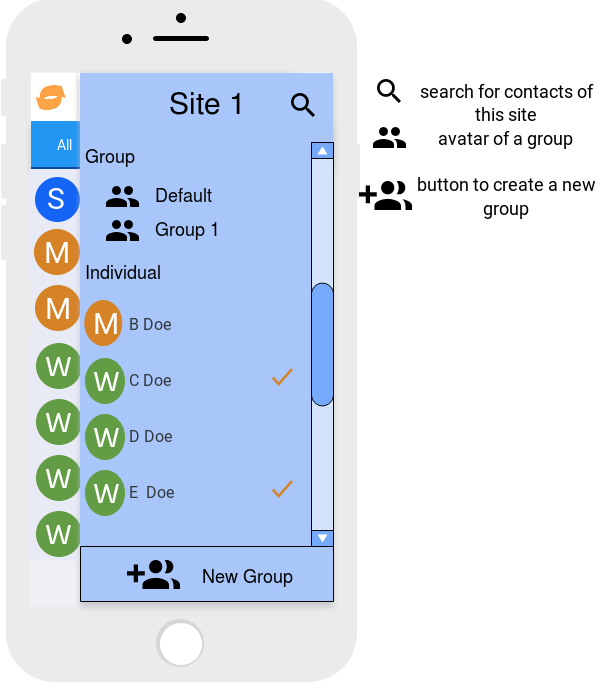 Site 1
All
Group
Default
Group 1
Individual
S
M
M
W
W
W
W
M B Doe
W C Doe
W D Doe
W E Doe
New Group
search for contacts of
this site
avatar of a group
button to create a new
group